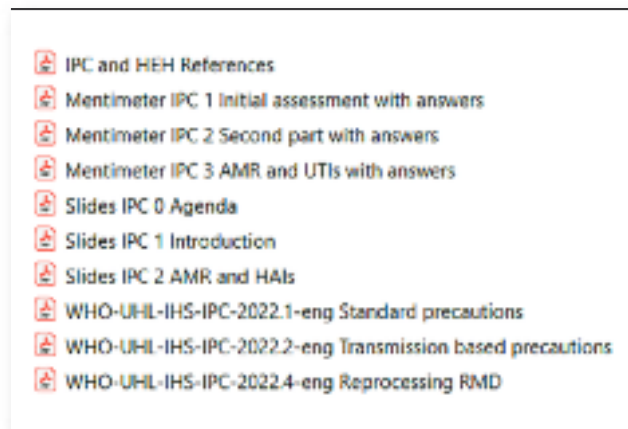 IPC and HEH References
Mentimeter IPC 1 Initial assessment with answers
Mentimeter IPC 2 Second part with answers
Mentimeter IPC 3 AMR and UTIs with answers
Slides IPC 0 Agenda
Slides IPC 1 Introduction
Slides IPC 2 AMR and HAIs
WHO-UHL-IHS-IPC-2022.1-eng Standard precautions
WHO-UHL-IHS-IPC-2022.2-eng Transmission based precautions
WHO-UHL-IHS-IPC-2022.4-eng Reprocessing RMD